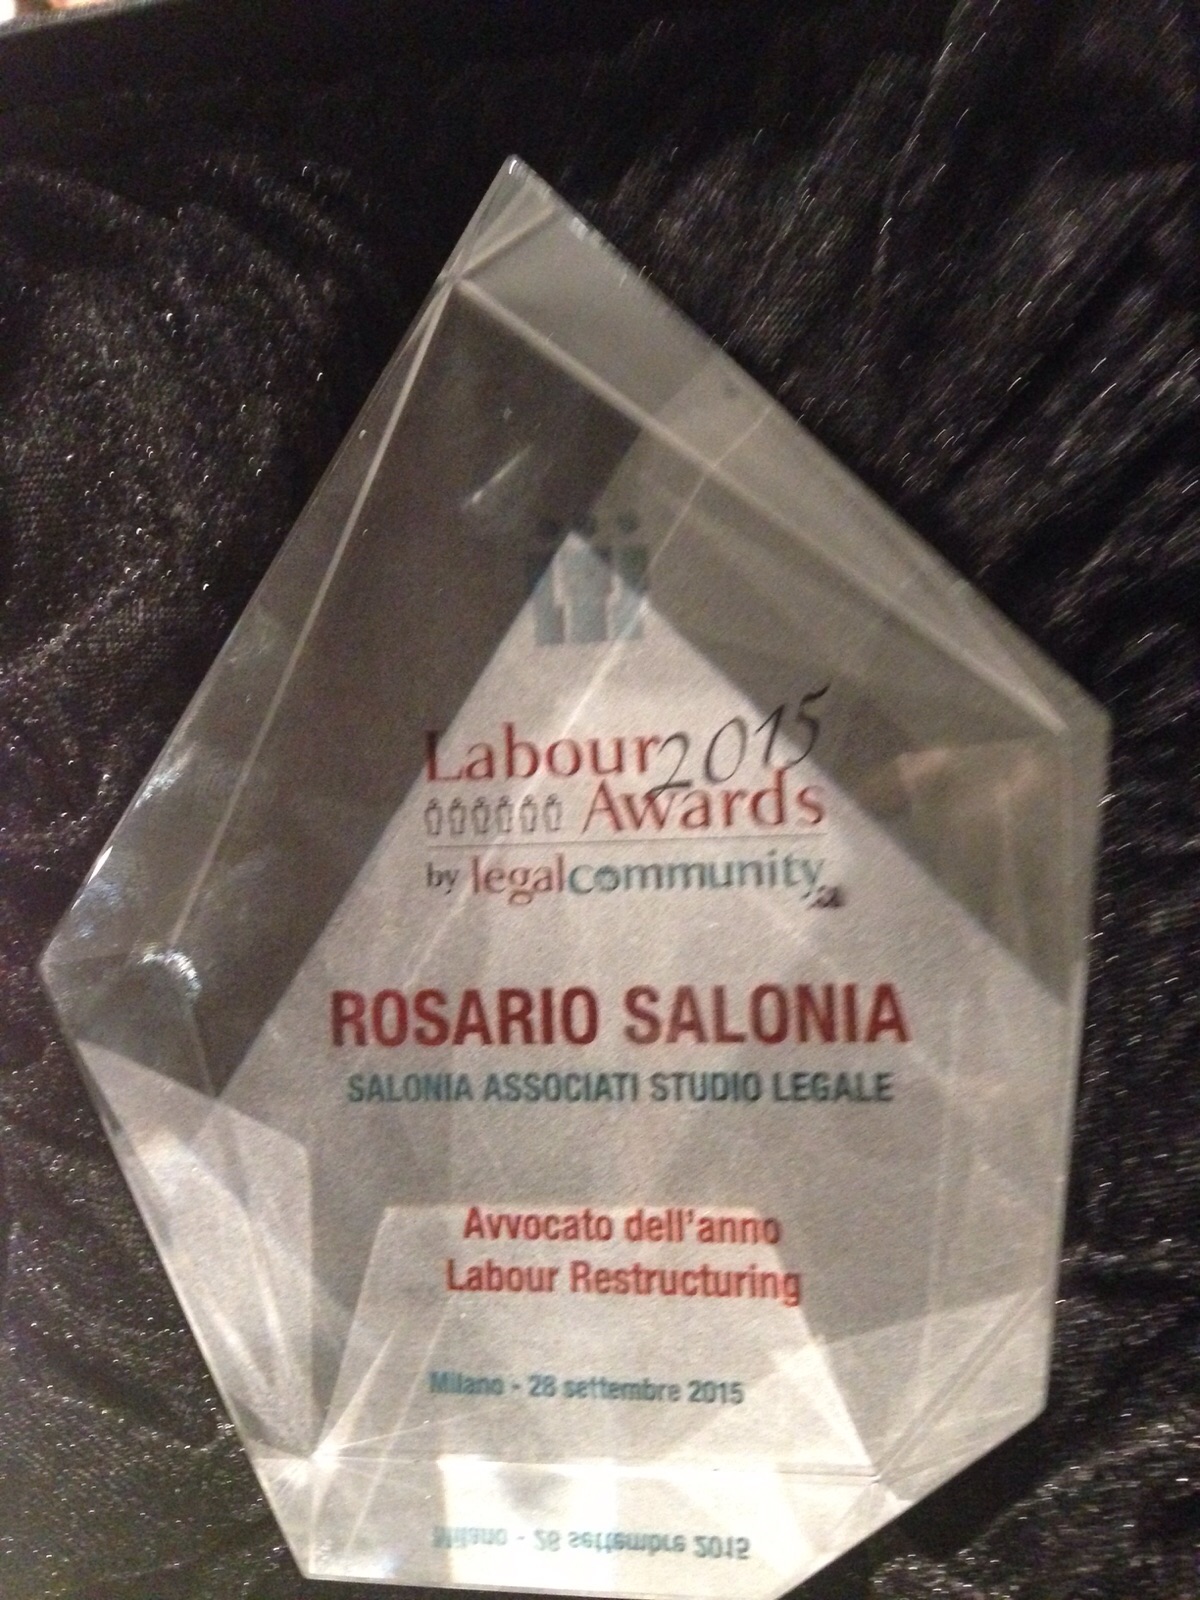 Labour 2015
Awards
by legalcommunity
ROSARIO SALONIA
SALONIA ASSOCIATI STUDIO LEGALE
Avvocato dell'anno
Labour Restructuring
Milano - 28 settembre 2015